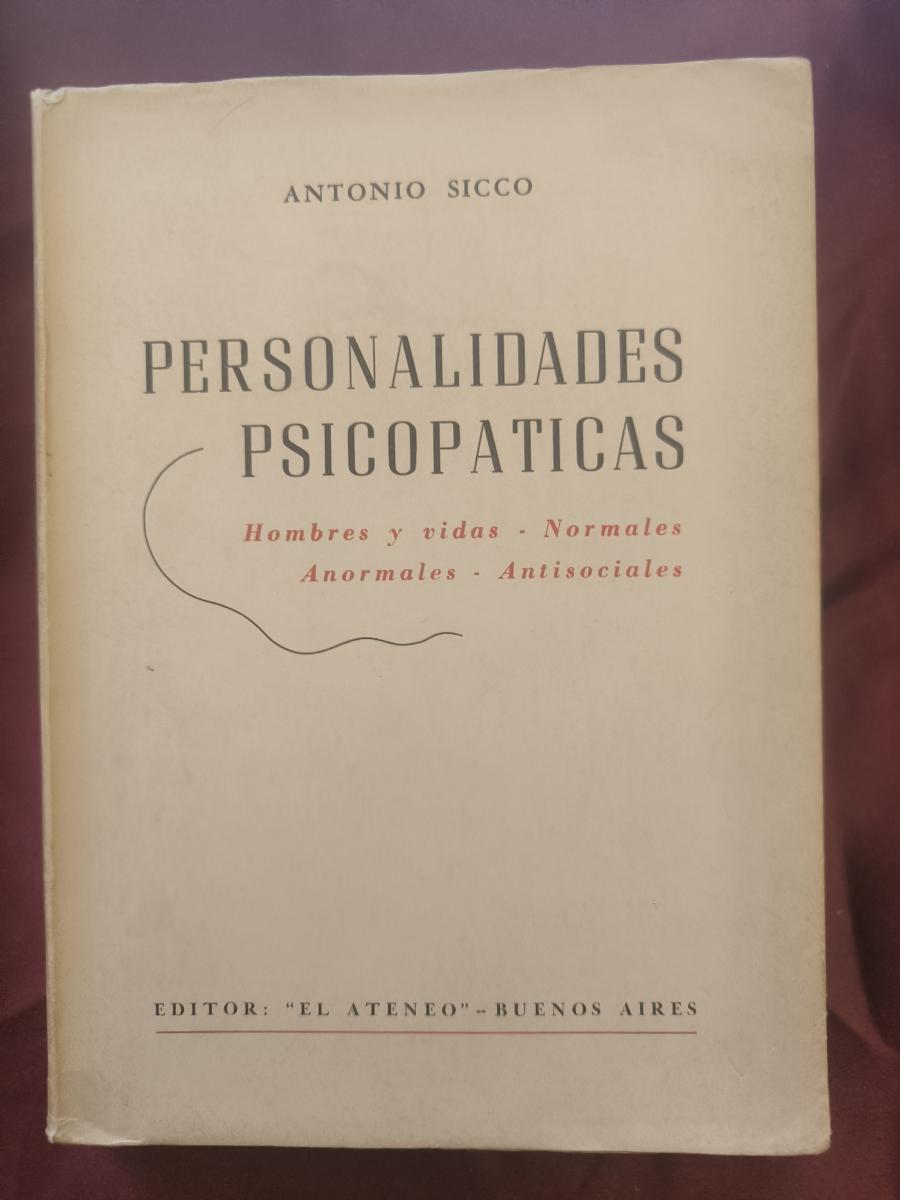 ANTONIO SICCO
PERSONALIDADES
PSICOPATICAS
Hombres y vidas - Normales
Anormales - Antisociales
EDITOR: “EL ATENEO” - BUENOS AIRES